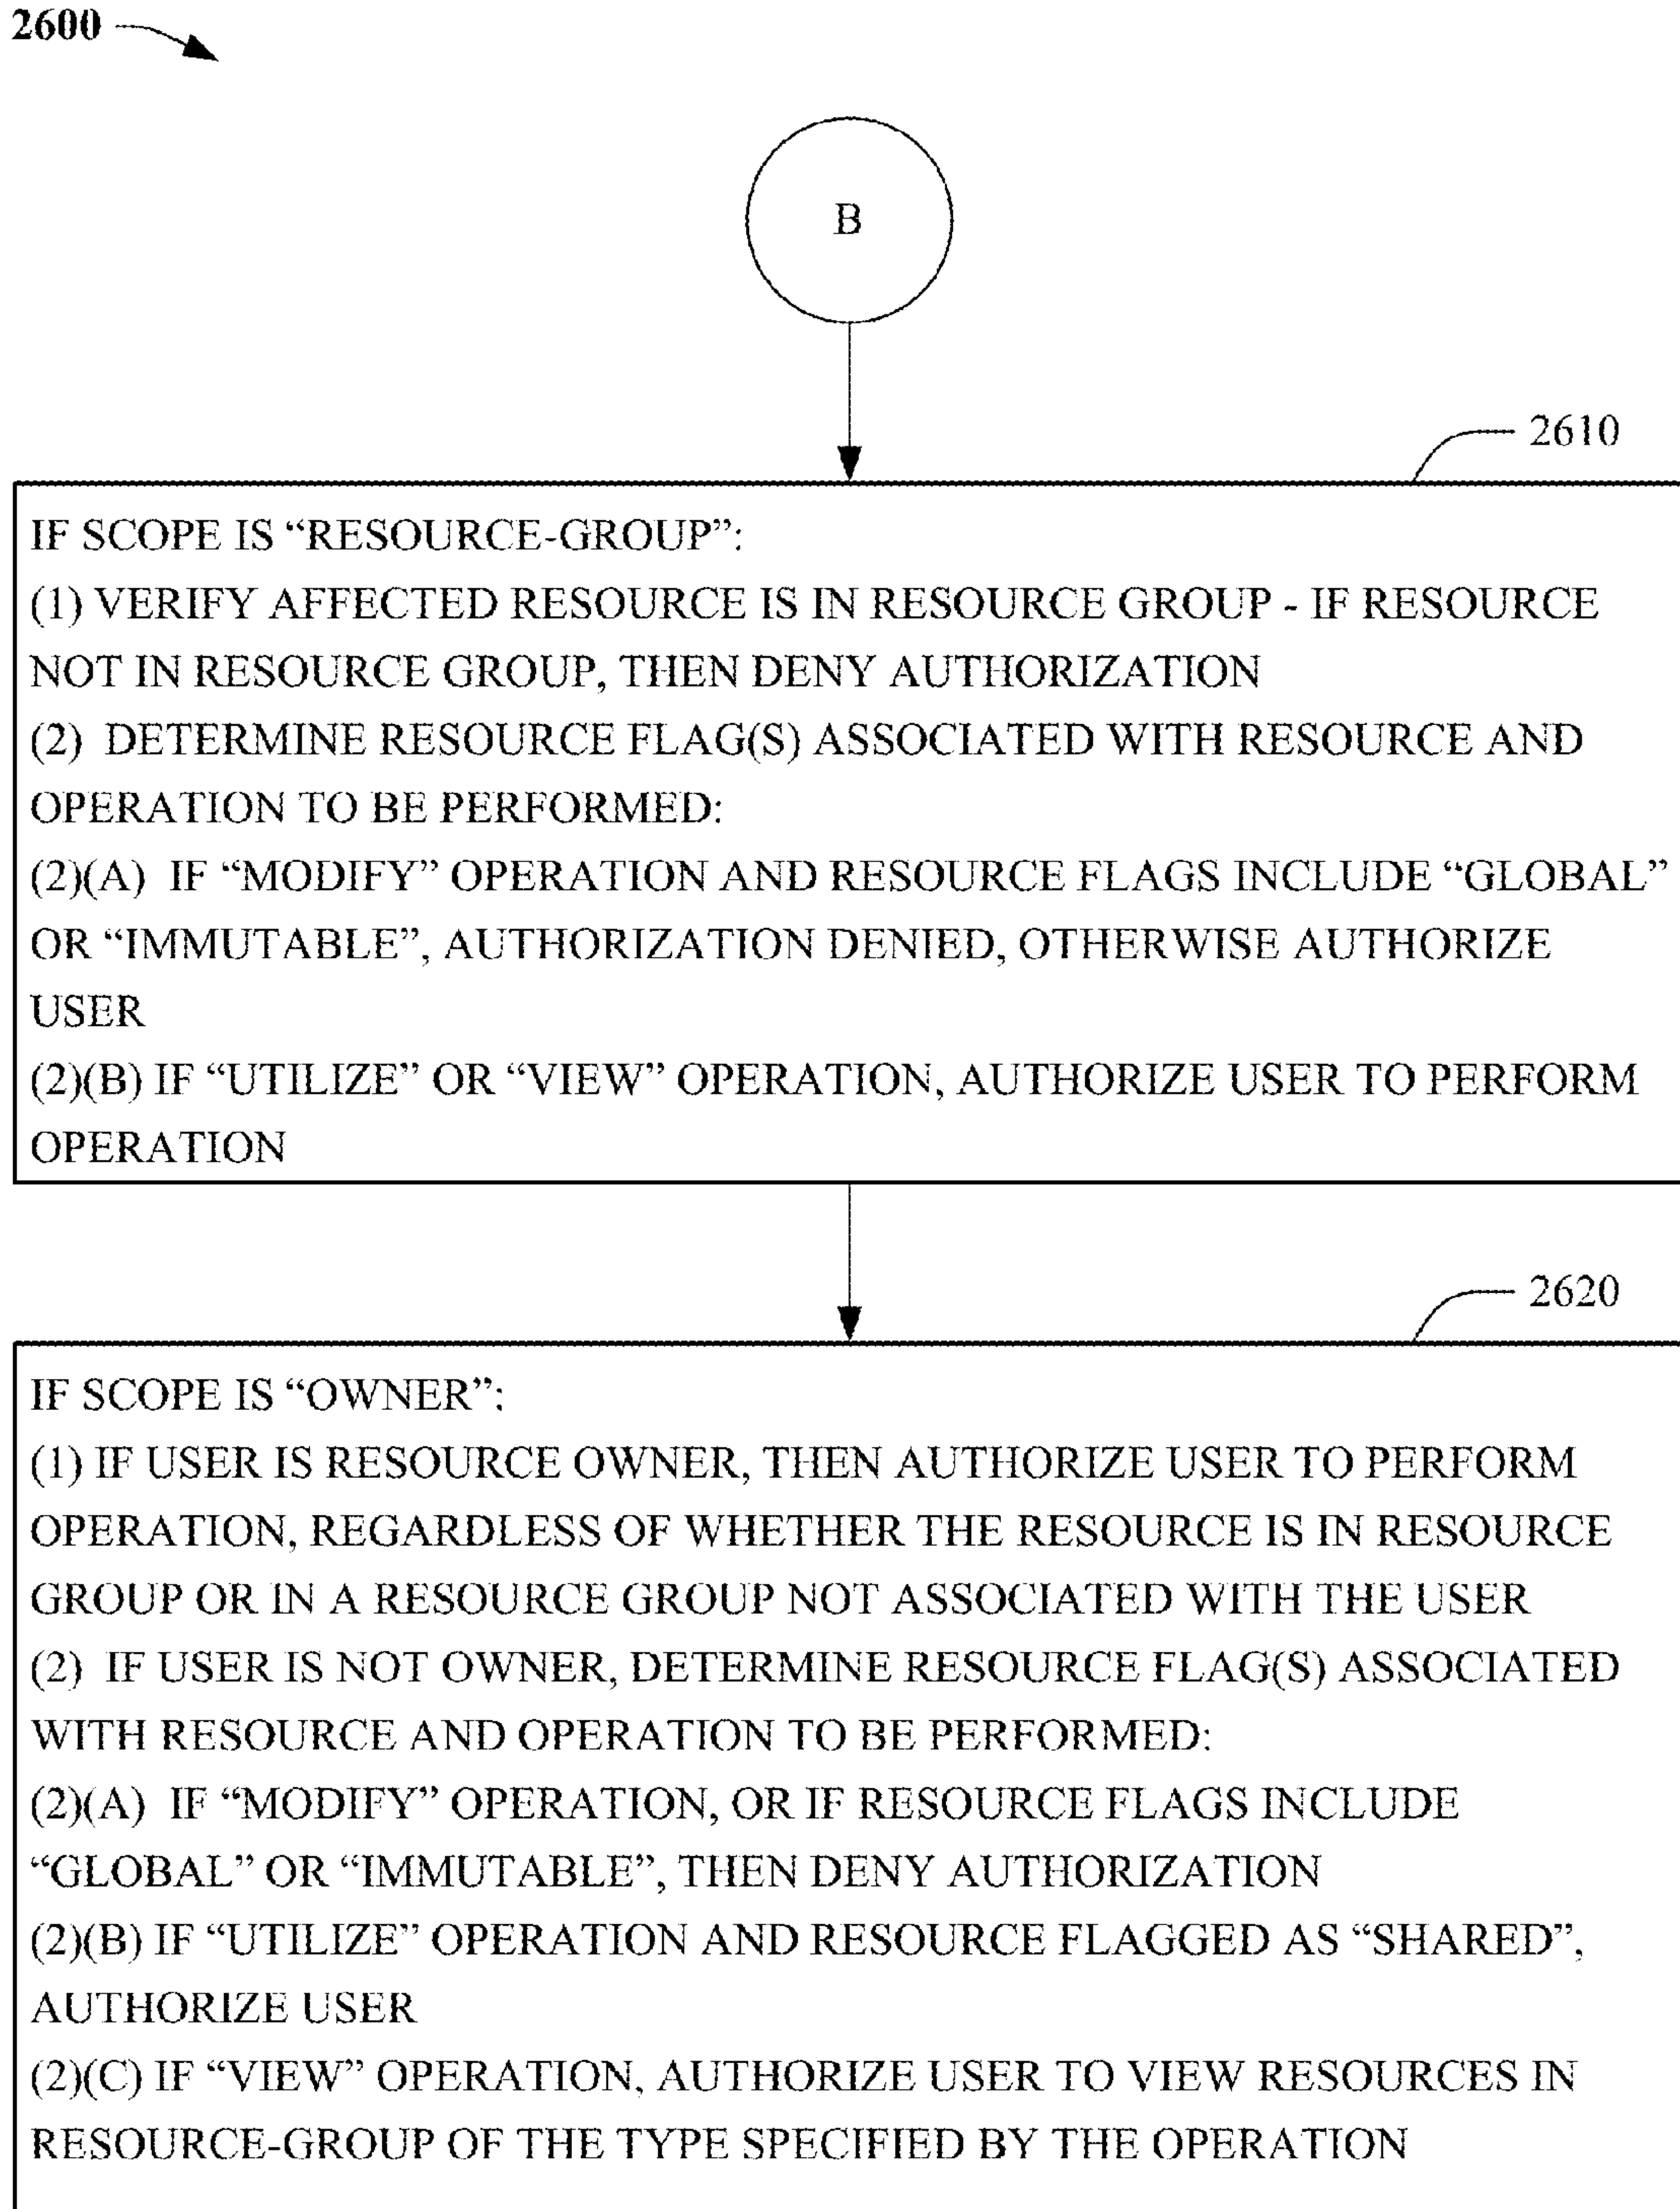 2600
B
2610
IF SCOPE IS “RESOURCE-GROUP”:
(1) VERIFY AFFECTED RESOURCE IS IN RESOURCE GROUP - IF RESOURCE
NOT IN RESOURCE GROUP, THEN DENY AUTHORIZATION
(2) DETERMINE RESOURCE FLAG(S) ASSOCIATED WITH RESOURCE AND
OPERATION TO BE PERFORMED:
(2)(A) IF “MODIFY” OPERATION AND RESOURCE FLAGS INCLUDE “GLOBAL”
OR “IMMUTABLE”, AUTHORIZATION DENIED, OTHERWISE AUTHORIZE
USER
(2)(B) IF “UTILIZE” OR “VIEW” OPERATION, AUTHORIZE USER TO PERFORM
OPERATION
2620
IF SCOPE IS “OWNER”:
(1) IF USER IS RESOURCE OWNER, THEN AUTHORIZE USER TO PERFORM
OPERATION, REGARDLESS OF WHETHER THE RESOURCE IS IN RESOURCE
GROUP OR IN A RESOURCE GROUP NOT ASSOCIATED WITH THE USER
(2) IF USER IS NOT OWNER, DETERMINE RESOURCE FLAG(S) ASSOCIATED
WITH RESOURCE AND OPERATION TO BE PERFORMED:
(2)(A) IF “MODIFY” OPERATION, OR IF RESOURCE FLAGS INCLUDE
“GLOBAL” OR “IMMUTABLE”, THEN DENY AUTHORIZATION
(2)(B) IF “UTILIZE” OPERATION AND RESOURCE FLAGGED AS “SHARED”,
AUTHORIZE USER
(2)(C) IF “VIEW” OPERATION, AUTHORIZE USER TO VIEW RESOURCES IN
RESOURCE-GROUP OF THE TYPE SPECIFIED BY THE OPERATION